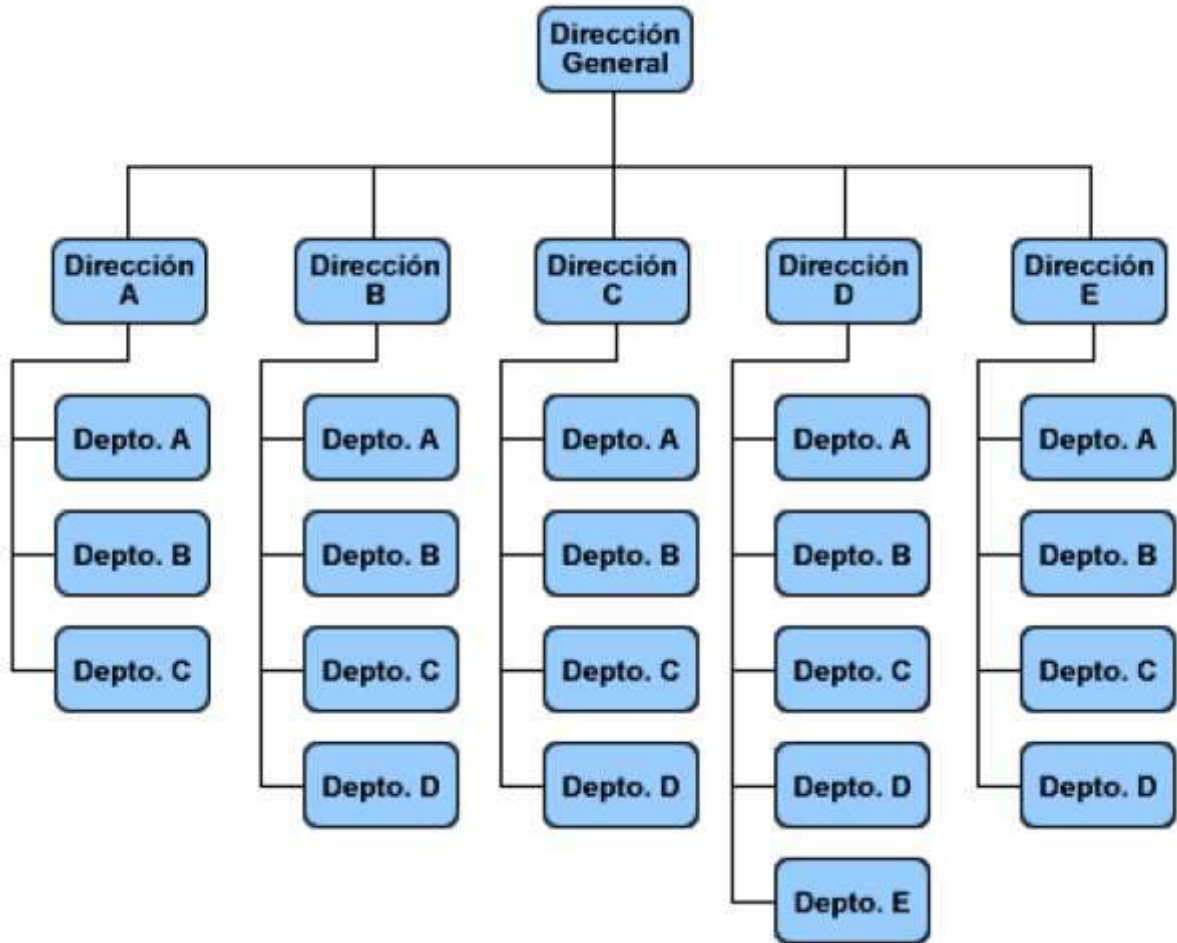 Dirección
General
Dirección
A
Dirección
B
Dirección
C
Dirección
D
Dirección
E
Depto. A
Depto. B
Depto. C
Depto. A
Depto. B
Depto. C
Depto. D
Depto. A
Depto. B
Depto. C
Depto. D
Depto. A
Depto. B
Depto. C
Depto. D
Depto. E
Depto. A
Depto. B
Depto. C
Depto. D